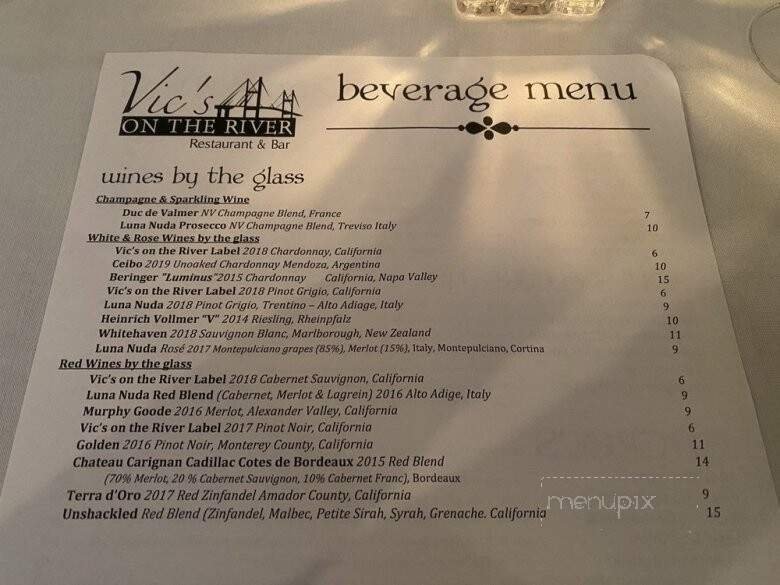 Vic's
ON THE RIVER
Restaurant & Bar
beverage menu
wines by the glass
Champagne & Sparkling Wine
Duc de Valmer NV Champagne Blend, France 7
Luna Nuda Prosecco NV Champagne Blend, Treviso Italy 10
White & Rose Wines by the glass
Vic's on the River Label 2018 Chardonnay, California 6
Ceibo 2019 Unoaked Chardonnay Mendoza, Argentina 10
Beringer "Luminus"2015 Chardonnay California, Napa Valley 15
Vic's on the River Label 2018 Pinot Grigio, California 6
Luna Nuda 2018 Pinot Grigio, Trentino – Alto Adiage, Italy 9
Heinrich Vollmer "V" 2014 Riesling, Rheinpfalz 10
Whitehaven 2018 Sauvignon Blanc, Marlborough, New Zealand 11
Luna Nuda Rosé 2017 Montepulciano grapes (85%), Merlot (15%), Italy, Montepulciano, Cortina 9
Red Wines by the glass
Vic's on the River Label 2018 Cabernet Sauvignon, California 6
Luna Nuda Red Blend (Cabernet, Merlot & Lagrein) 2016 Alto Adige, Italy 9
Murphy Goode 2016 Merlot, Alexander Valley, California 9
Vic's on the River Label 2017 Pinot Noir, California 6
Golden 2016 Pinot Noir, Monterey County, California 11
Chateau Carignan Cadillac Cotes de Bordeaux 2015 Red Blend 14
(70% Merlot, 20 % Cabernet Sauvignon, 10% Cabernet Franc), Bordeaux
Terra d'Oro 2017 Red Zinfandel Amador County, California 9
Unshackled Red Blend (Zinfandel, Malbec, Petite Sirah, Syrah, Grenache. California 15
menupix